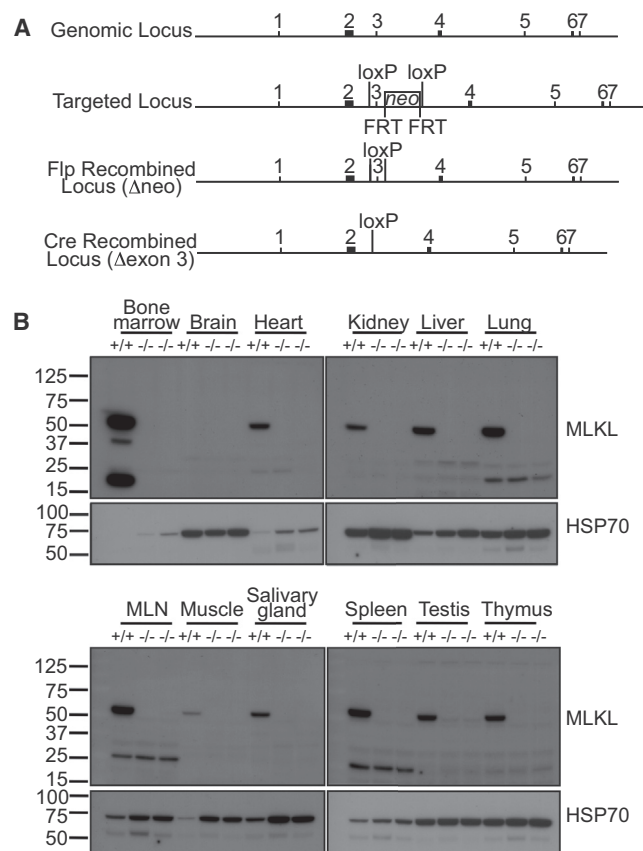 A
Genomic Locus 1 2 3 4 5 67
loxP loxP
Targeted Locus 1 2 3 neo 4 5 67
FRT FRT
loxP
Flp Recombined
Locus (Δneo) 1 2 3 4 5 67
loxP
Cre Recombined
Locus (Δexon 3) 1 2 4 5 67
B
Bone
marrow Brain Heart Kidney Liver Lung
+/+ -/- -/- +/+ -/- -/- +/+ -/- -/- +/+ -/- -/- +/+ -/- -/- +/+ -/- -/-
125
75
50 MLKL
37
25
15
100
75 HSP70
50
MLN Muscle Salivary
gland Spleen Testis Thymus
+/+ -/- -/- +/+ -/- -/- +/+ -/- -/- +/+ -/- -/- +/+ -/- -/- +/+ -/- -/-
125
75
50 MLKL
37
25
15
100
75 HSP70
50